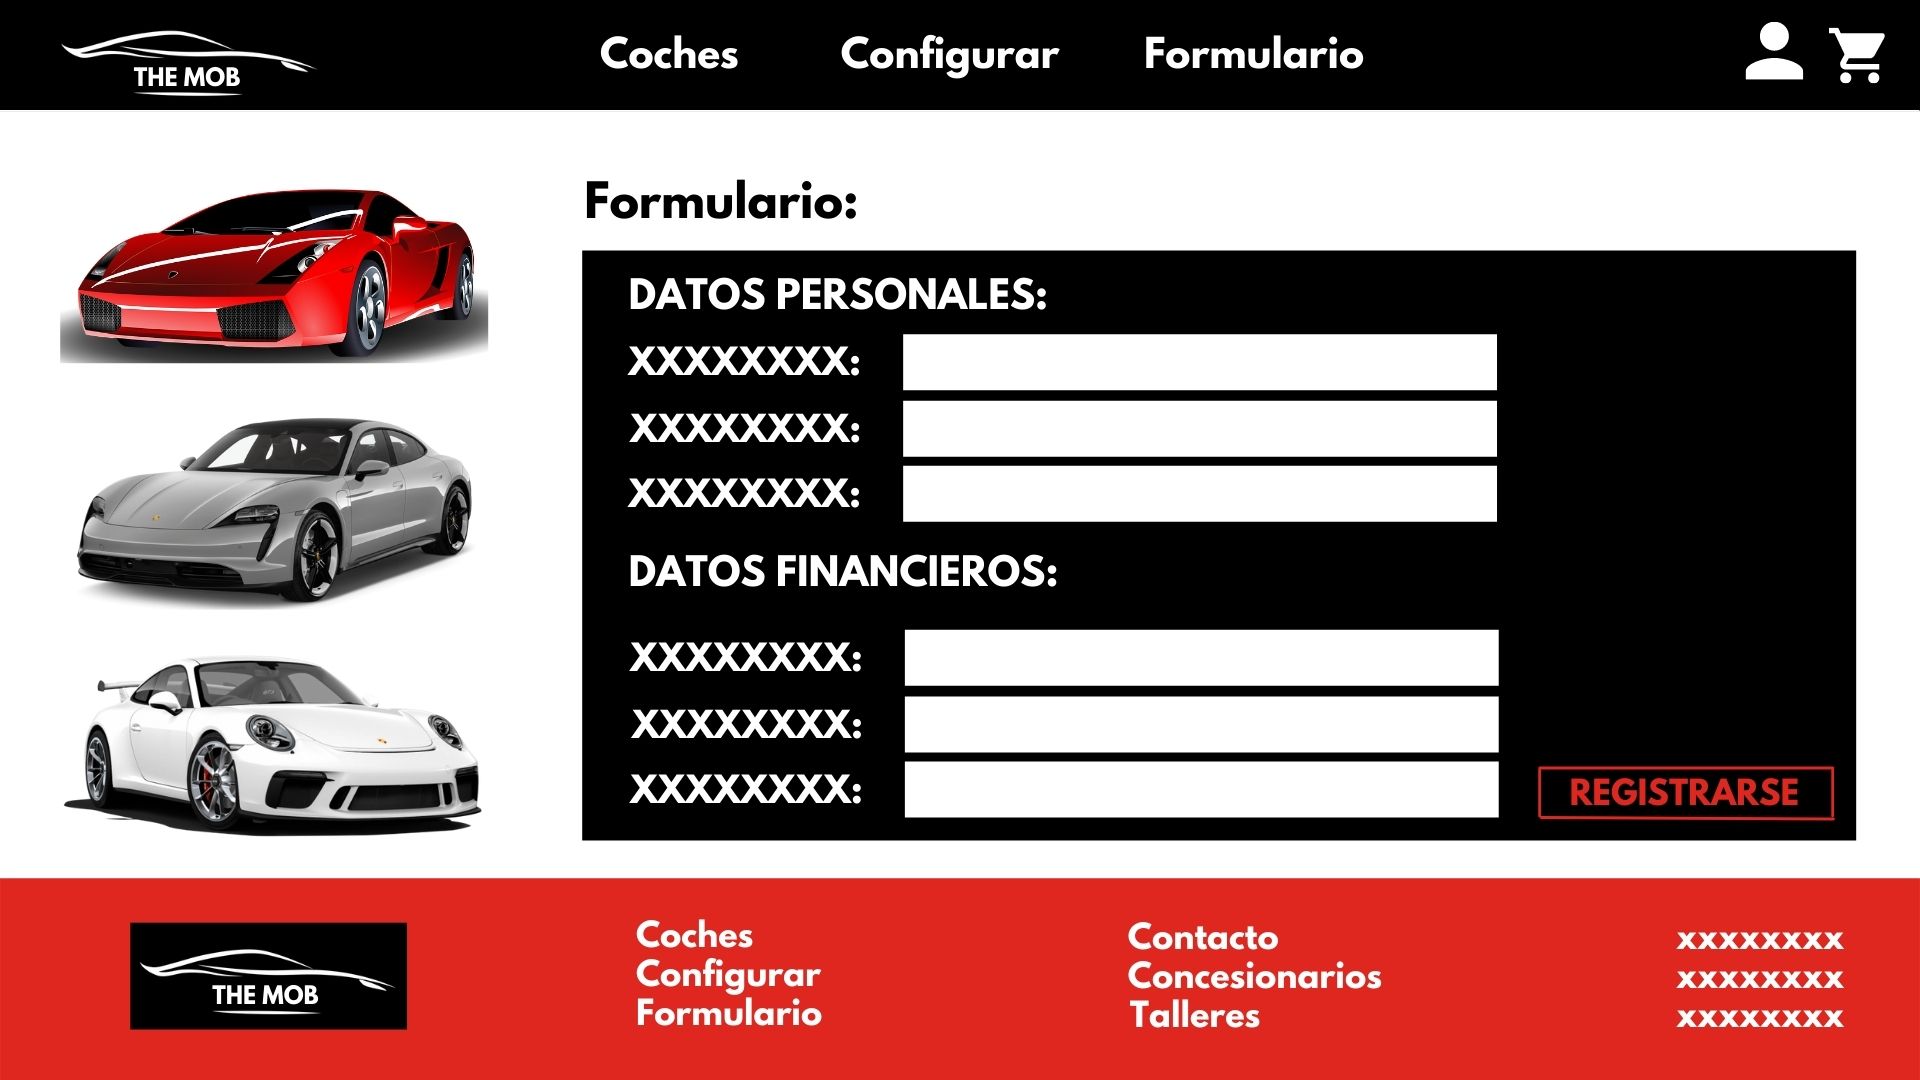 THE MOB
Coches
Configurar
Formulario
Formulario:
DATOS PERSONALES:
XXXXXXXX:
XXXXXXXX:
XXXXXXXX:
DATOS FINANCIEROS:
XXXXXXXX:
XXXXXXXX:
XXXXXXXX:
REGISTRARSE
THE MOB
Coches
Configurar
Formulario
Contacto
Concesionarios
Talleres
xxxxxxxx
xxxxxxxx
xxxxxxxx